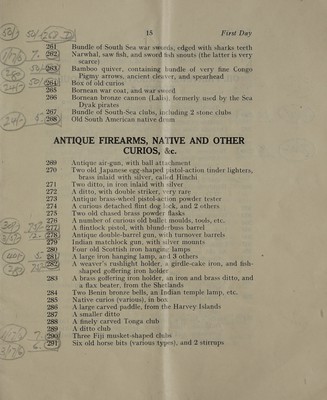 15
First Day
261 Bundle of South Sea war swords, edged with sharks teeth
262 Narwhal, saw fish, and sword fish snouts (the latter is very
scarce)
263 Bamboo quiver, containing bundle of very fine Congo
Pigmy arrows, ancient cleaver, and spearhead
264 Box of old curios
265 Bornean war coat, and war sword
266 Bornean bronze cannon (Lalis), formerly used by the Sea
Dyak pirates
267 Bundle of South-Sea clubs, including 2 stone clubs
268 Old South American native drum
ANTIQUE FIREARMS, NATIVE AND OTHER
CURIOS, &c.
269 Antique air-gun, with ball attachment
270 Two old Japanese egg-shaped pistol-action tinder lighters,
brass inlaid with silver, called Hinchi
271 Two ditto, in iron inlaid with silver
272 A ditto, with double striker, very rare
273 Antique brass-wheel pistol-action powder tester
274 A curious detached flint dog lock, and 2 others
275 Two old chased brass powder flasks
276 A number of curious old bullet moulds, tools, etc.
277 A flintlock pistol, with blunderbuss barrel
278 Antique double-barrel gun, with turnover barrels
279 Indian matchlock gun, with silver mounts
280 Four old Scottish iron hanging lamps
281 A large iron hanging lamp, and 3 others
282 A weaver's rushlight holder, a girdle-cake iron, and fish-
shaped goffering iron holder
283 A brass goffering iron holder, an iron and brass ditto, and
a flax beater, from the Shetlands
284 Two Benin bronze bells, an Indian temple lamp, etc.
285 Native curios (various), in box
286 A large carved paddle, from the Harvey Islands
287 A smaller ditto
288 A finely carved Tonga club
289 A ditto club
290 Three Fiji musket-shaped clubs
291 Six old horse bits (various types), and 2 stirrups